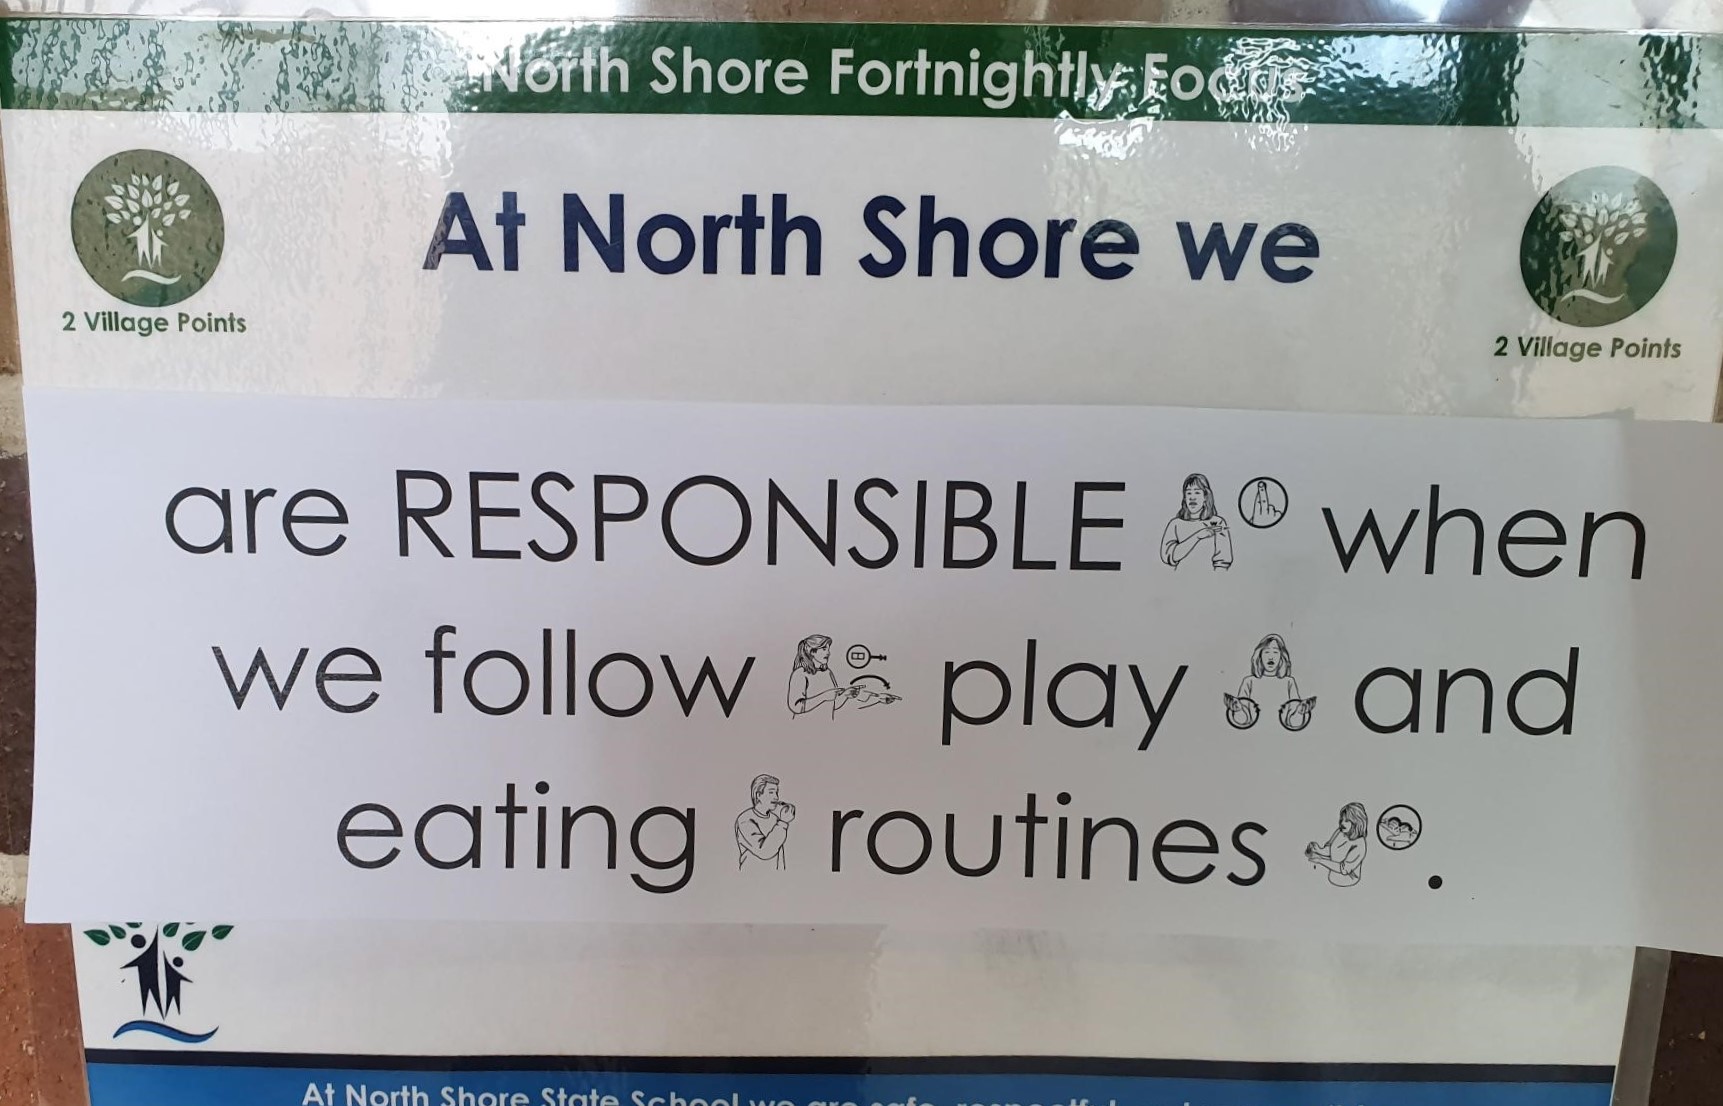 North Shore Fortnightly Focus
At North Shore we
2 Village Points
2 Village Points
are RESPONSIBLE when
we follow play and
eating routines .
At North Shore State School we are safe, respectful